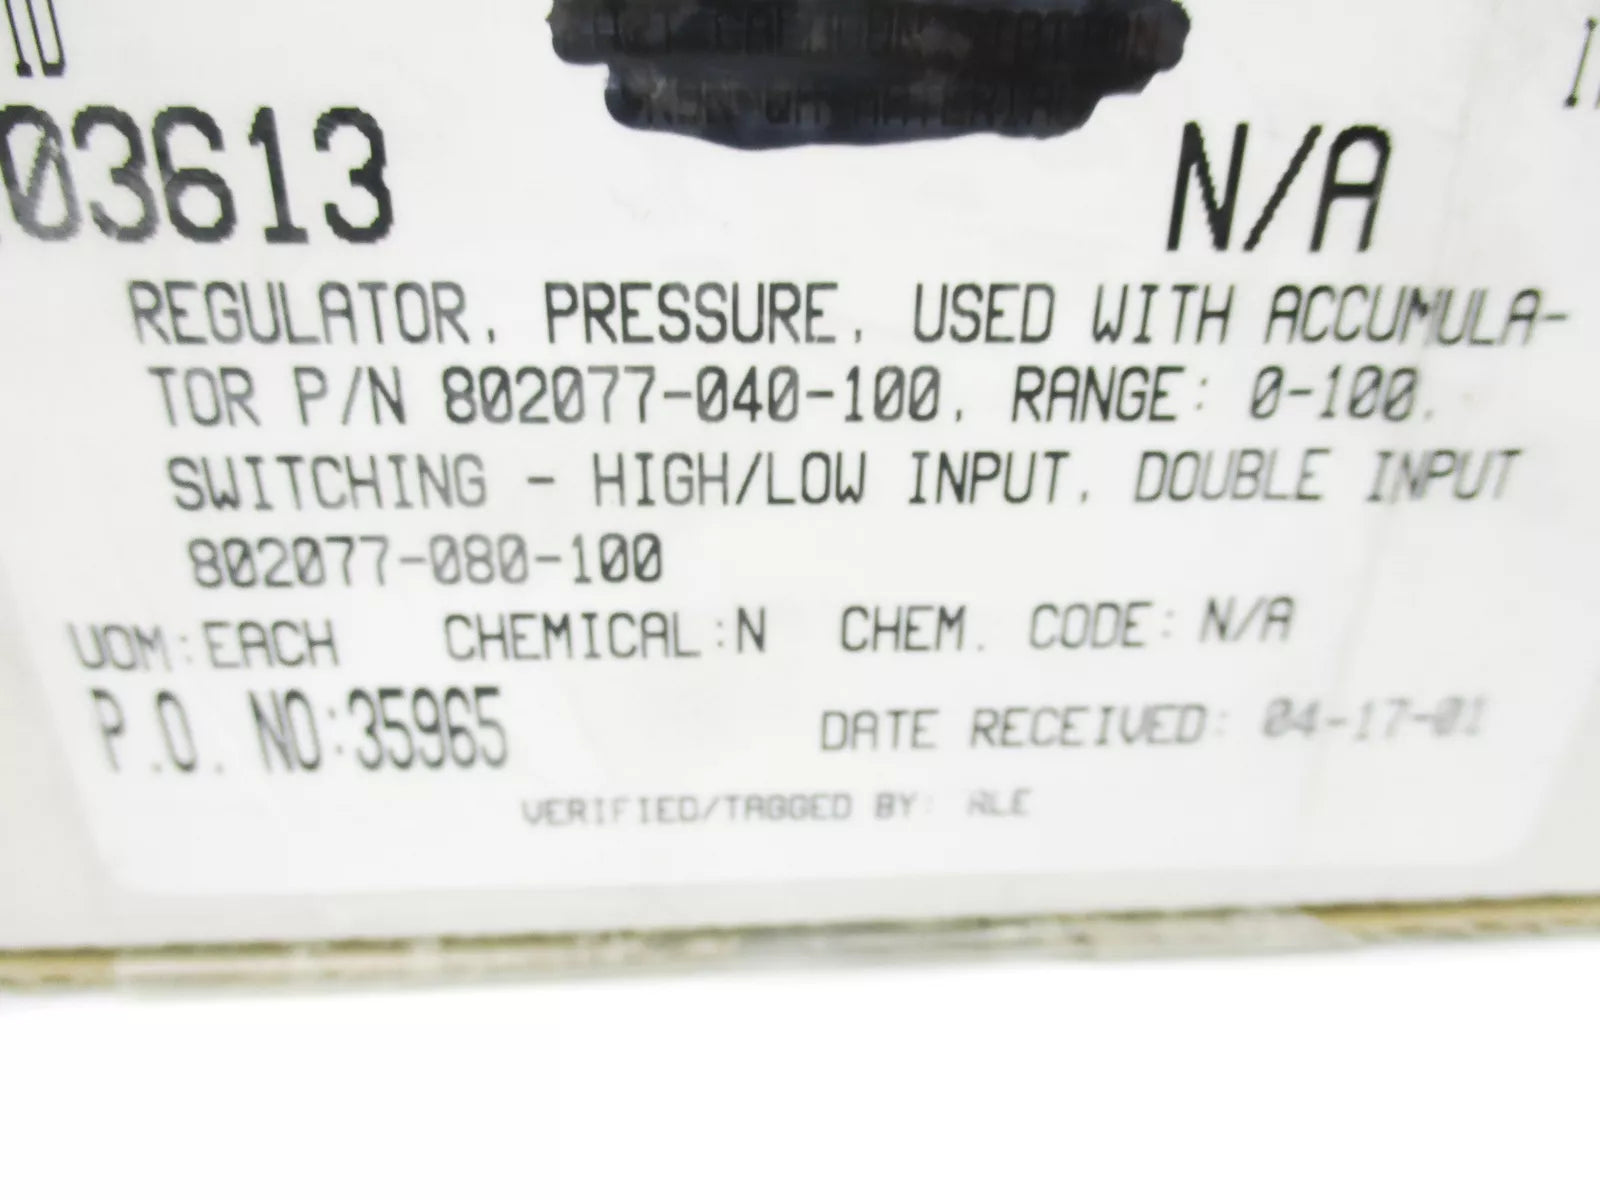 ID
03613
N/A
REGULATOR, PRESSURE, USED WITH ACCUMULA-
TOR P/N 802077-040-100, RANGE: 0-100,
SWITCHING - HIGH/LOW INPUT, DOUBLE INPUT
802077-080-100
UOM:EACH CHEMICAL:N CHEM. CODE: N/A
P.O. NO:35965 DATE RECEIVED: 04-17-01
VERIFIED/TAGGED BY: ALE